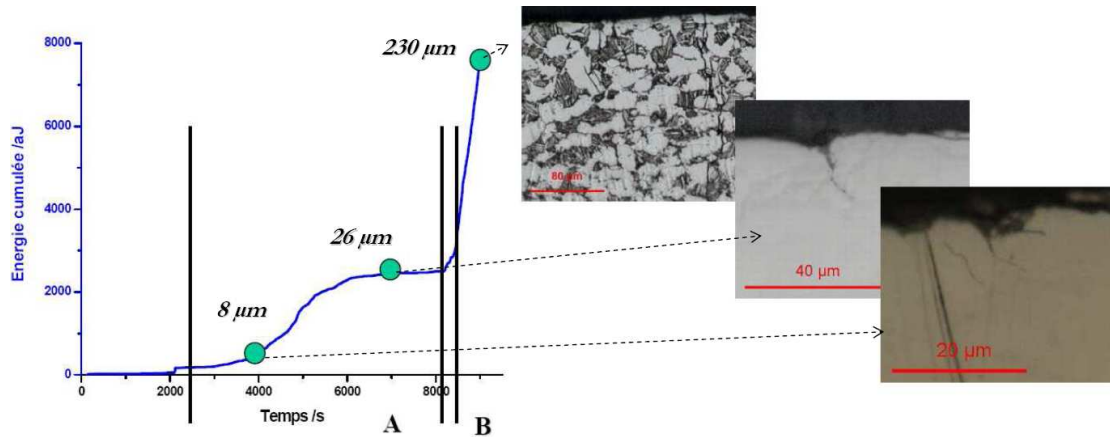 Energie cumulée /aJ
8000
6000
4000
2000
0
0 2000 4000 6000 8000
Temps /s
A
B
8 µm
26 µm
230 µm
80 µm
40 µm
20 µm